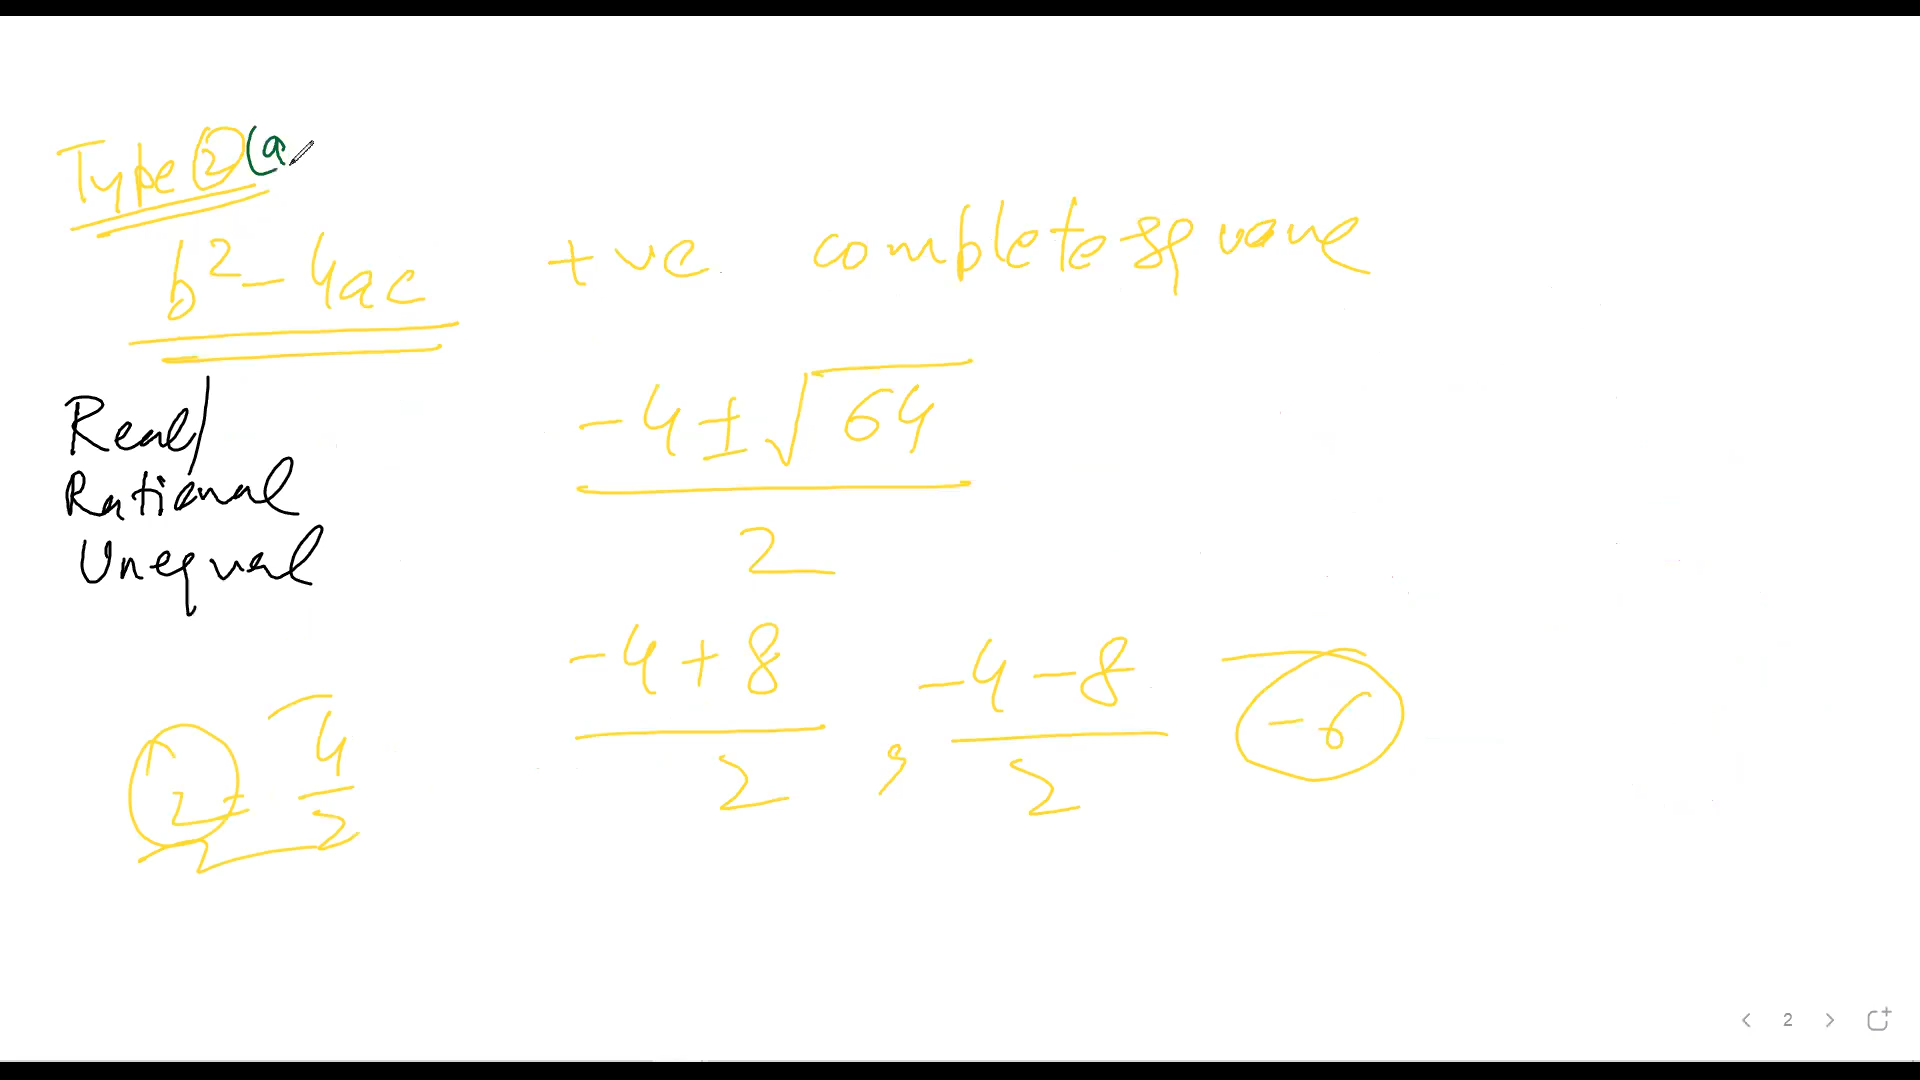 Type 2 (a
b² - 4ac +ve complete square
Real/
Rational
Unequal
-4 ± √64
2
-4 + 8 , -4 - 8 -6
2 2
2 = 4
2
2